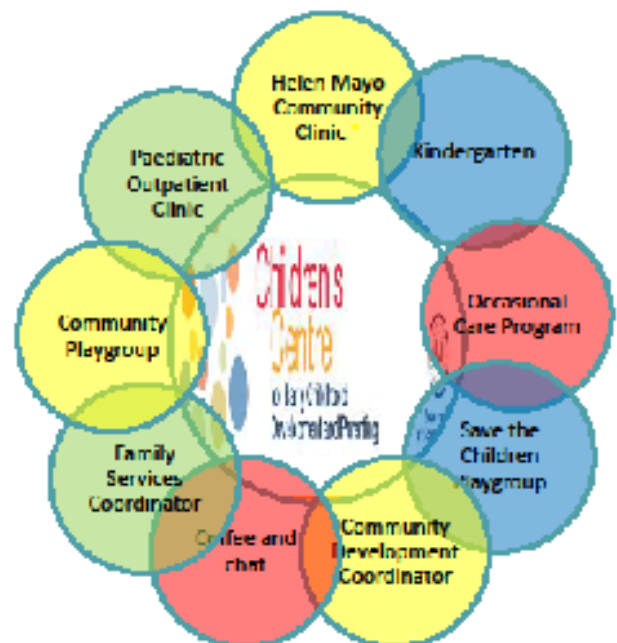 Helen Mayo
Community
Clinic
Kindergarten
Occasional
Care Program
Save the
Children
Playgroup
Community
Development
Coordinator
Coffee and
chat
Family
Services
Coordinator
Community
Playgroup
Paediatric
Outpatient
Clinic
Children's
Centre